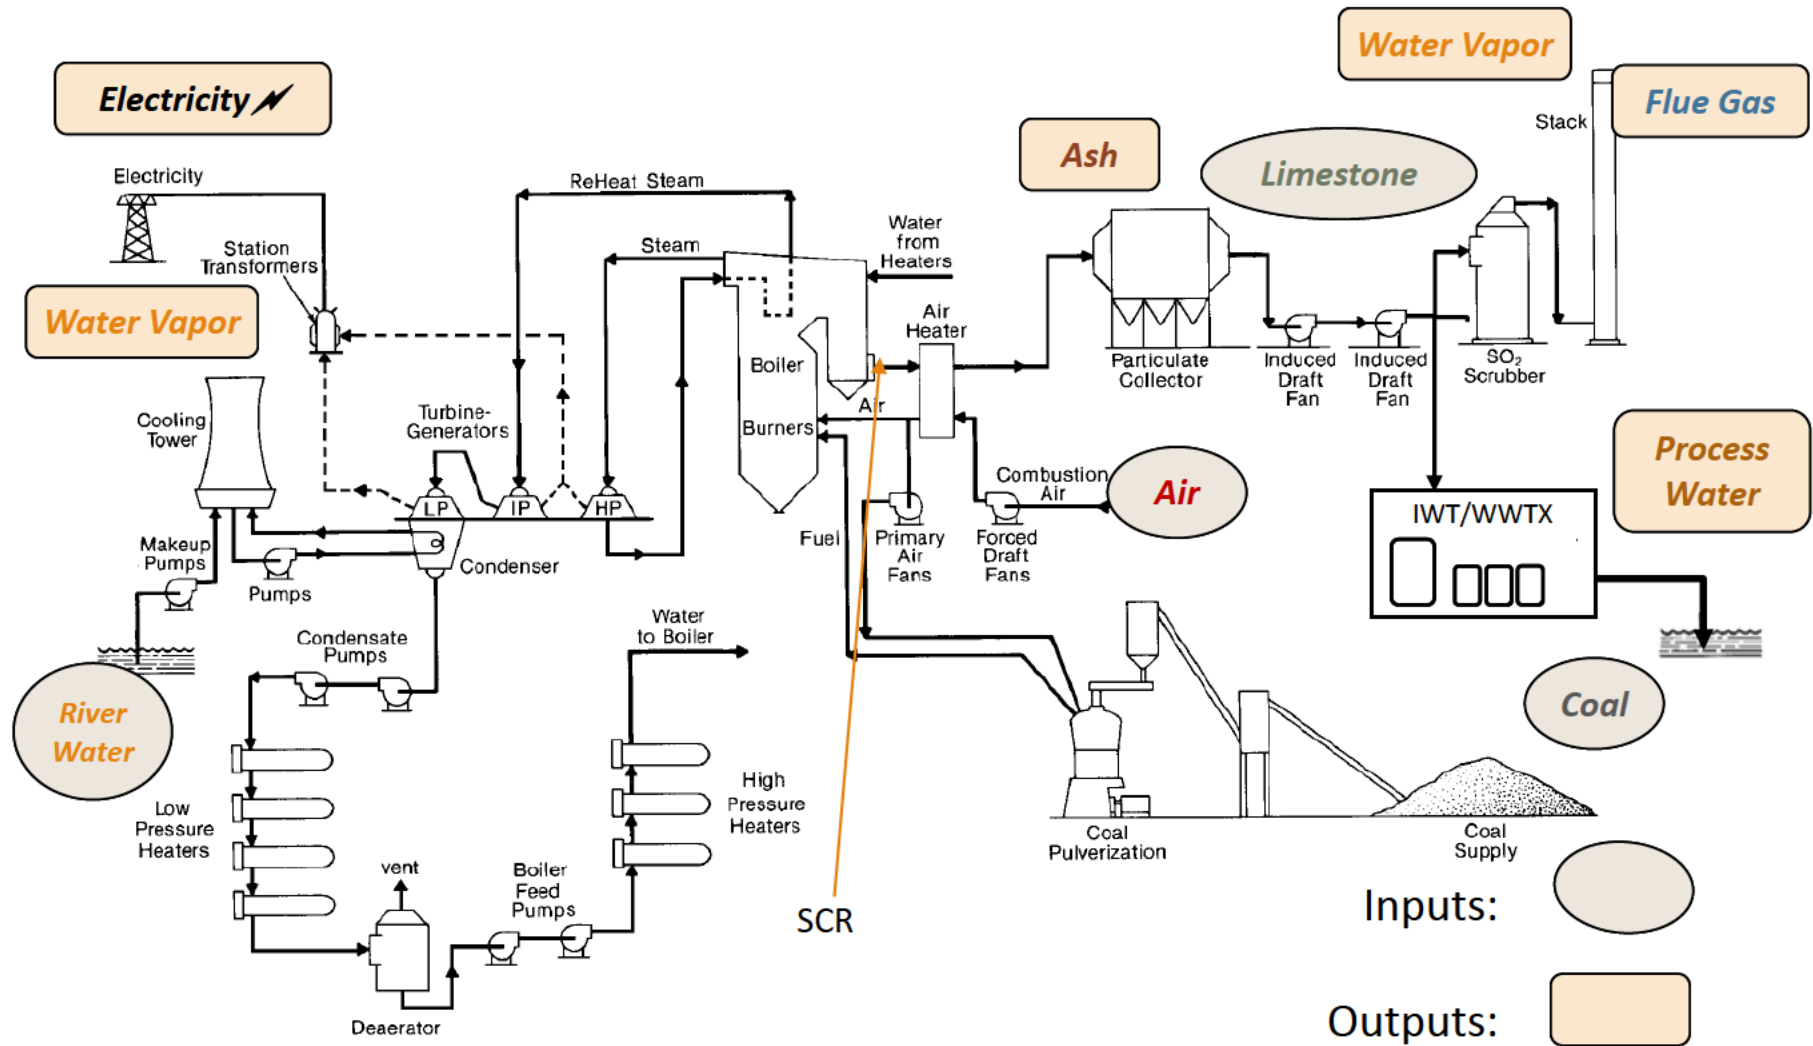 Water Vapor
Electricity
Flue Gas
Stack
Ash
Limestone
Electricity
ReHeat Steam
Water
from
Heaters
Steam
Station
Transformers
Water Vapor
Air
Heater
Particulate
Collector
Induced
Draft
Fan
Induced
Draft
Fan
SO₂
Scrubber
Boiler
Cooling
Tower
Turbine-
Generators
Air
Burners
Process
Water
Combustion
Air
Air
LP
IP
HP
IWT/WWTX
Makeup
Pumps
Condenser
Pumps
Fuel
Primary
Air
Fans
Forced
Draft
Fans
Water
to Boiler
Condensate
Pumps
River
Water
Coal
High
Pressure
Heaters
Low
Pressure
Heaters
Coal
Pulverization
Coal
Supply
vent
Boiler
Feed
Pumps
SCR
Inputs:
Deaerator
Outputs: